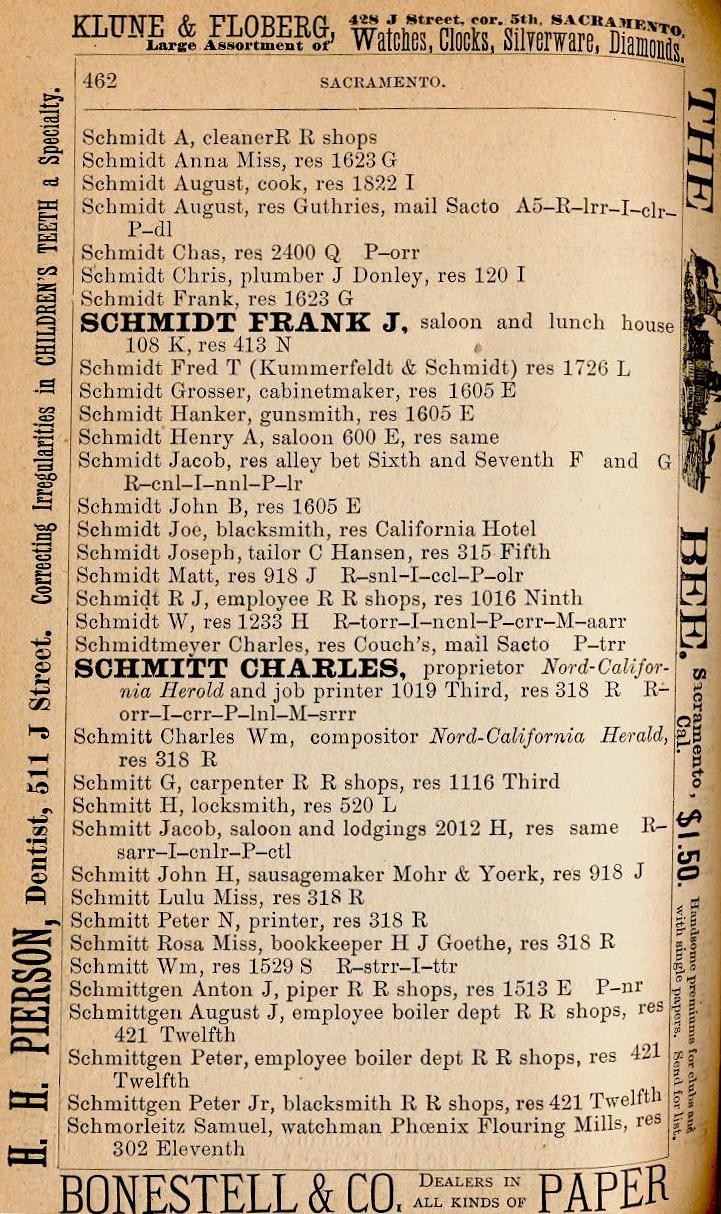 KLUNE & FLOBERG, 428 J Street, cor. 5th, SACRAMENTO,
Large Assortment of Watches, Clocks, Silverware, Diamonds.
462 SACRAMENTO.
Schmidt A, cleanerR R shops
Schmidt Anna Miss, res 1623 G
Schmidt August, cook, res 1822 I
Schmidt August, res Guthries, mail Sacto A5–R–lrr–I–clr–
P–dl
Schmidt Chas, res 2400 Q P–orr
Schmidt Chris, plumber J Donley, res 120 I
Schmidt Frank, res 1623 G
SCHMIDT FRANK J, saloon and lunch house
108 K, res 413 N
Schmidt Fred T (Kummerfeldt & Schmidt) res 1726 L
Schmidt Grosser, cabinetmaker, res 1605 E
Schmidt Hanker, gunsmith, res 1605 E
Schmidt Henry A, saloon 600 E, res same
Schmidt Jacob, res alley bet Sixth and Seventh F and G
R–cnl–I–nnl–P–lr
Schmidt John B, res 1605 E
Schmidt Joe, blacksmith, res California Hotel
Schmidt Joseph, tailor C Hansen, res 315 Fifth
Schmidt Matt, res 918 J R–snl–I–ccl–P–olr
Schmidt R J, employee R R shops, res 1016 Ninth
Schmidt W, res 1233 H R–torr–I–ncnl–P–crr–M–aarr
Schmidtmeyer Charles, res Couch's, mail Sacto P–trr
SCHMITT CHARLES, proprietor Nord-Califor-
nia Herold and job printer 1019 Third, res 318 R R–
orr–I–crr–P–lnl–M–srrr
Schmitt Charles Wm, compositor Nord-California Herald,
res 318 R
Schmitt G, carpenter R R shops, res 1116 Third
Schmitt H, locksmith, res 520 L
Schmitt Jacob, saloon and lodgings 2012 H, res same R–
sarr–I–cnlr–P–ctl
Schmitt John H, sausagemaker Mohr & Yoerk, res 918 J
Schmitt Lulu Miss, res 318 R
Schmitt Peter N, printer, res 318 R
Schmitt Rosa Miss, bookkeeper H J Goethe, res 318 R
Schmitt Wm, res 1529 S R–strr–I–ttr
Schmittgen Anton J, piper R R shops, res 1513 E P–nr
Schmittgen August J, employee boiler dept R R shops, res
421 Twelfth
Schmittgen Peter, employee boiler dept R R shops, res 421
Twelfth
Schmittgen Peter Jr, blacksmith R R shops, res 421 Twelfth
Schmorleitz Samuel, watchman Phœnix Flouring Mills, res
302 Eleventh
BONESTELL & CO. DEALERS IN ALL KINDS OF PAPER
H. H. PIERSON, Dentist, 511 J Street. Correcting Irregularities in CHILDREN'S TEETH a Specialty.
THE BEE, Sacramento, Cal. $1.50. Handsome premiums for clubs and
with single papers. Send for list.